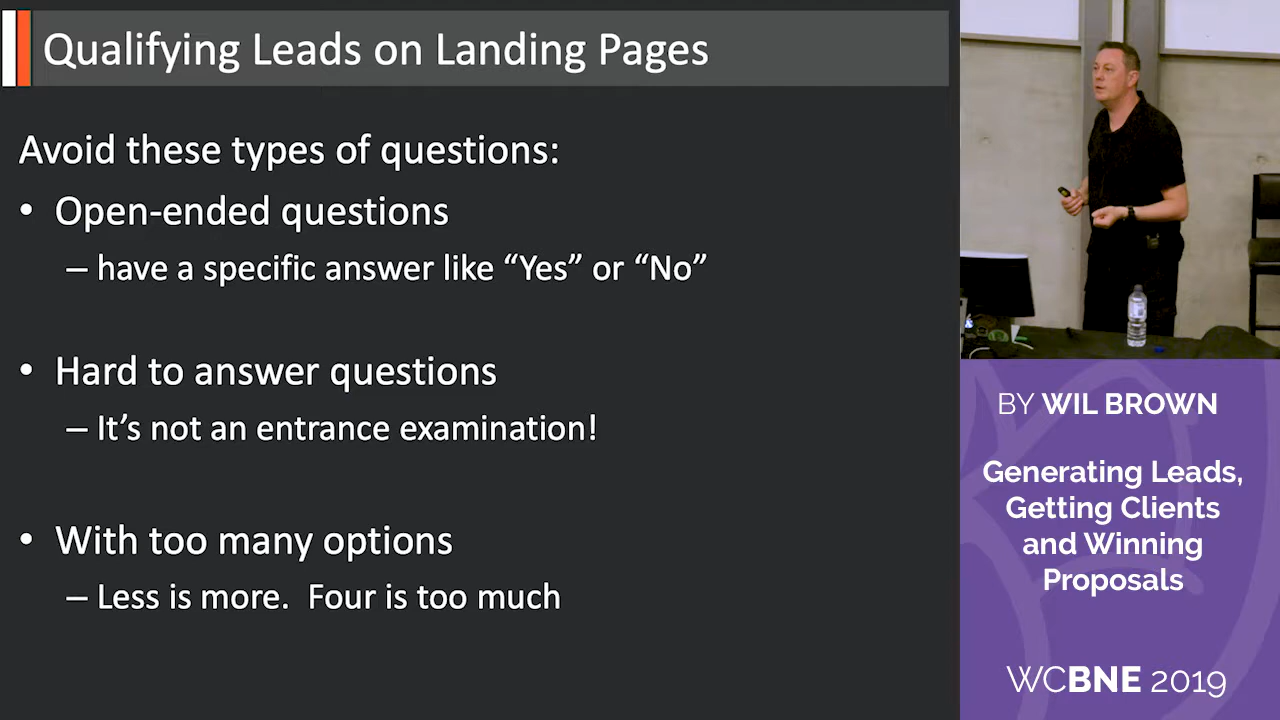 Qualifying Leads on Landing Pages
Avoid these types of questions:
• Open-ended questions
– have a specific answer like “Yes” or “No”
• Hard to answer questions
– It’s not an entrance examination!
• With too many options
– Less is more.  Four is too much
BY WIL BROWN
Generating Leads,
Getting Clients
and Winning
Proposals
WCBNE 2019